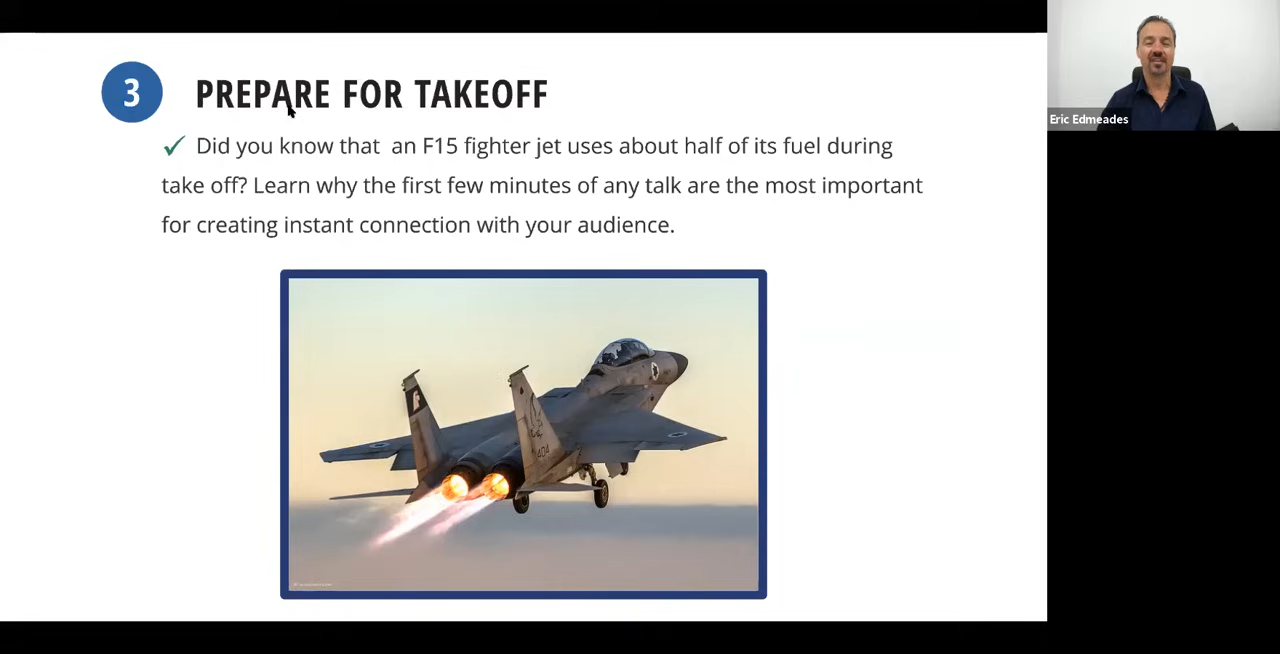 3 PREPARE FOR TAKEOFF
✓ Did you know that an F15 fighter jet uses about half of its fuel during
take off? Learn why the first few minutes of any talk are the most important
for creating instant connection with your audience.
404
Eric Edmeades